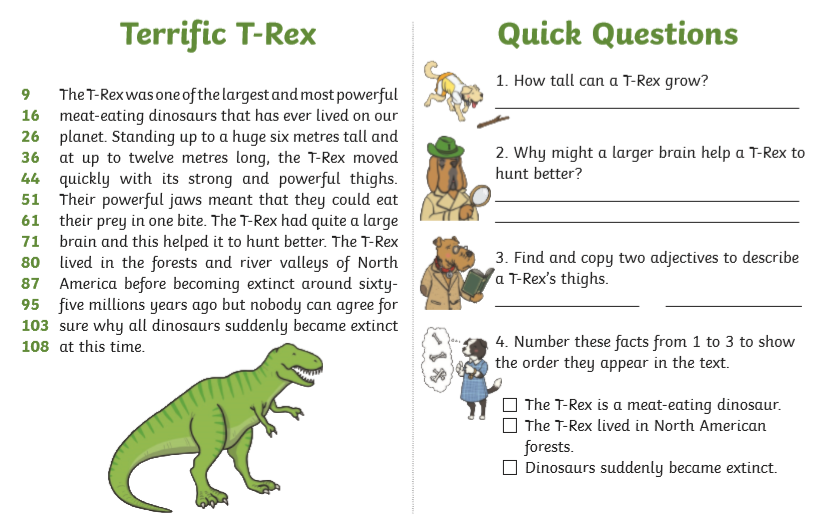 Terrific T-Rex
9 The T-Rex was one of the largest and most powerful
16 meat-eating dinosaurs that has ever lived on our
26 planet. Standing up to a huge six metres tall and
36 at up to twelve metres long, the T-Rex moved
44 quickly with its strong and powerful thighs.
51 Their powerful jaws meant that they could eat
61 their prey in one bite. The T-Rex had quite a large
71 brain and this helped it to hunt better. The T-Rex
80 lived in the forests and river valleys of North
87 America before becoming extinct around sixty-
95 five millions years ago but nobody can agree for
103 sure why all dinosaurs suddenly became extinct
108 at this time.
Quick Questions
1. How tall can a T-Rex grow?
2. Why might a larger brain help a T-Rex to
hunt better?
3. Find and copy two adjectives to describe
a T-Rex's thighs.
4. Number these facts from 1 to 3 to show
the order they appear in the text.
The T-Rex is a meat-eating dinosaur.
The T-Rex lived in North American
forests.
Dinosaurs suddenly became extinct.